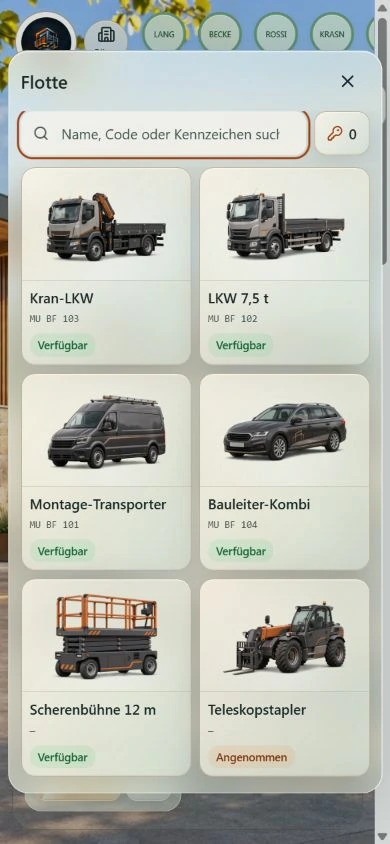 LANG
BECKE
ROSSI
KRASN
Flotte
Name, Code oder Kennzeichen such
0
Kran-LKW
MU BF 103
Verfügbar
LKW 7,5 t
MU BF 102
Verfügbar
Montage-Transporter
MU BF 101
Verfügbar
Bauleiter-Kombi
MU BF 104
Verfügbar
Scherenbühne 12 m
–
Verfügbar
Teleskopstapler
–
Angenommen